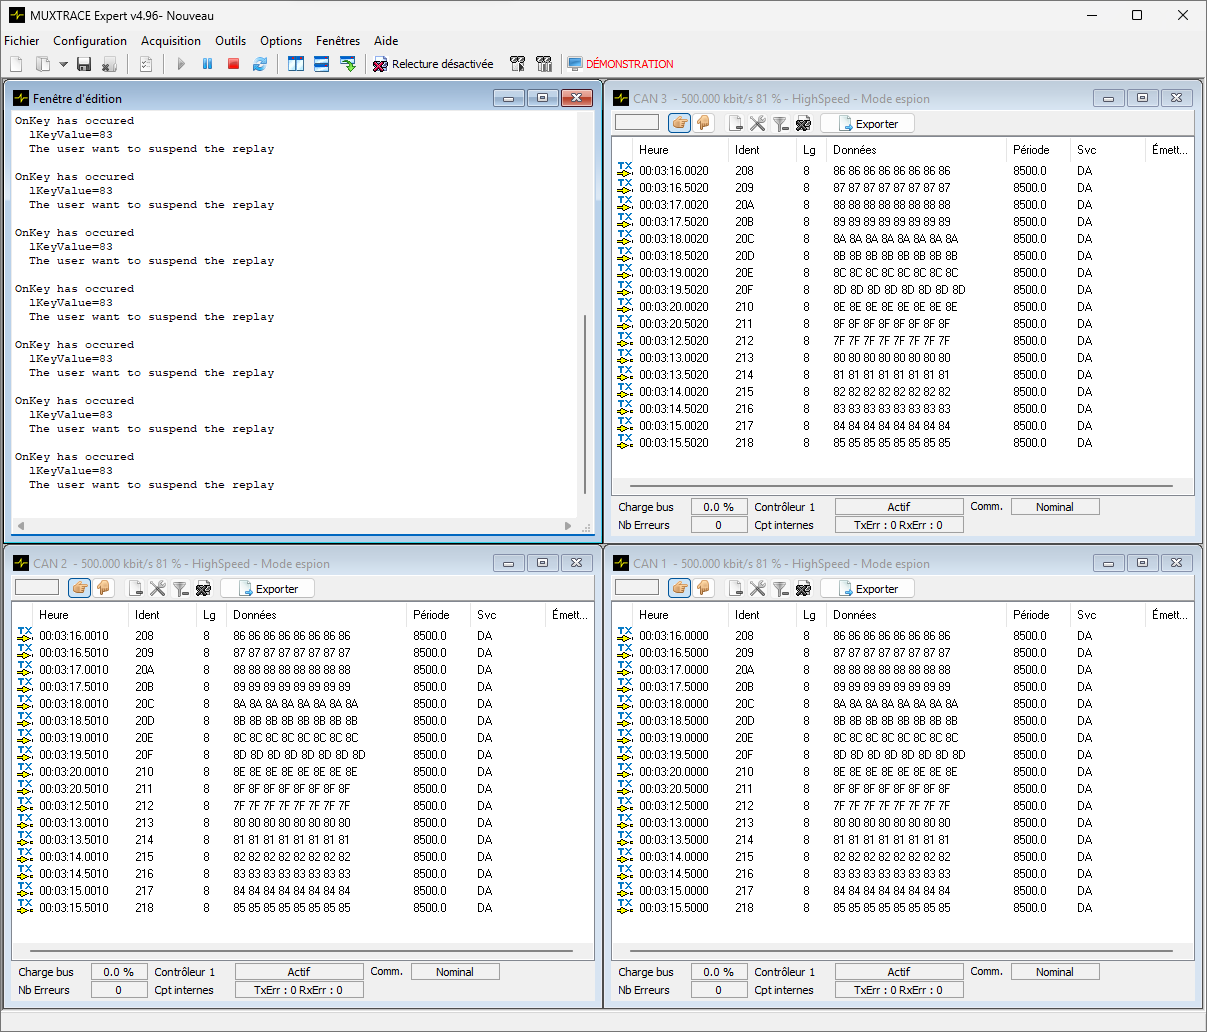 MUXTRACE Expert v4.96- Nouveau
Fichier Configuration Acquisition Outils Options Fenêtres Aide
Relecture désactivée DÉMONSTRATION
Fenêtre d'édition
OnKey has occured
lKeyValue=83
The user want to suspend the replay
OnKey has occured
lKeyValue=83
The user want to suspend the replay
OnKey has occured
lKeyValue=83
The user want to suspend the replay
OnKey has occured
lKeyValue=83
The user want to suspend the replay
OnKey has occured
lKeyValue=83
The user want to suspend the replay
OnKey has occured
lKeyValue=83
The user want to suspend the replay
OnKey has occured
lKeyValue=83
The user want to suspend the replay
CAN 3 - 500.000 kbit/s 81 % - HighSpeed - Mode espion
Exporter
Heure Ident Lg Données Période Svc Émett...
TX 00:03:16.0020 208 8 86 86 86 86 86 86 86 86 8500.0 DA
TX 00:03:16.5020 209 8 87 87 87 87 87 87 87 87 8500.0 DA
TX 00:03:17.0020 20A 8 88 88 88 88 88 88 88 88 8500.0 DA
TX 00:03:17.5020 20B 8 89 89 89 89 89 89 89 89 8500.0 DA
TX 00:03:18.0020 20C 8 8A 8A 8A 8A 8A 8A 8A 8A 8500.0 DA
TX 00:03:18.5020 20D 8 8B 8B 8B 8B 8B 8B 8B 8B 8500.0 DA
TX 00:03:19.0020 20E 8 8C 8C 8C 8C 8C 8C 8C 8C 8500.0 DA
TX 00:03:19.5020 20F 8 8D 8D 8D 8D 8D 8D 8D 8D 8500.0 DA
TX 00:03:20.0020 210 8 8E 8E 8E 8E 8E 8E 8E 8E 8500.0 DA
TX 00:03:20.5020 211 8 8F 8F 8F 8F 8F 8F 8F 8F 8500.0 DA
TX 00:03:12.5020 212 8 7F 7F 7F 7F 7F 7F 7F 7F 8500.0 DA
TX 00:03:13.0020 213 8 80 80 80 80 80 80 80 80 8500.0 DA
TX 00:03:13.5020 214 8 81 81 81 81 81 81 81 81 8500.0 DA
TX 00:03:14.0020 215 8 82 82 82 82 82 82 82 82 8500.0 DA
TX 00:03:14.5020 216 8 83 83 83 83 83 83 83 83 8500.0 DA
TX 00:03:15.0020 217 8 84 84 84 84 84 84 84 84 8500.0 DA
TX 00:03:15.5020 218 8 85 85 85 85 85 85 85 85 8500.0 DA
Charge bus 0.0 % Contrôleur 1 Actif Comm. Nominal
Nb Erreurs 0 Cpt internes TxErr : 0 RxErr : 0
CAN 2 - 500.000 kbit/s 81 % - HighSpeed - Mode espion
Exporter
Heure Ident Lg Données Période Svc Émett...
TX 00:03:16.0010 208 8 86 86 86 86 86 86 86 86 8500.0 DA
TX 00:03:16.5010 209 8 87 87 87 87 87 87 87 87 8500.0 DA
TX 00:03:17.0010 20A 8 88 88 88 88 88 88 88 88 8500.0 DA
TX 00:03:17.5010 20B 8 89 89 89 89 89 89 89 89 8500.0 DA
TX 00:03:18.0010 20C 8 8A 8A 8A 8A 8A 8A 8A 8A 8500.0 DA
TX 00:03:18.5010 20D 8 8B 8B 8B 8B 8B 8B 8B 8B 8500.0 DA
TX 00:03:19.0010 20E 8 8C 8C 8C 8C 8C 8C 8C 8C 8500.0 DA
TX 00:03:19.5010 20F 8 8D 8D 8D 8D 8D 8D 8D 8D 8500.0 DA
TX 00:03:20.0010 210 8 8E 8E 8E 8E 8E 8E 8E 8E 8500.0 DA
TX 00:03:20.5010 211 8 8F 8F 8F 8F 8F 8F 8F 8F 8500.0 DA
TX 00:03:12.5010 212 8 7F 7F 7F 7F 7F 7F 7F 7F 8500.0 DA
TX 00:03:13.0010 213 8 80 80 80 80 80 80 80 80 8500.0 DA
TX 00:03:13.5010 214 8 81 81 81 81 81 81 81 81 8500.0 DA
TX 00:03:14.0010 215 8 82 82 82 82 82 82 82 82 8500.0 DA
TX 00:03:14.5010 216 8 83 83 83 83 83 83 83 83 8500.0 DA
TX 00:03:15.0010 217 8 84 84 84 84 84 84 84 84 8500.0 DA
TX 00:03:15.5010 218 8 85 85 85 85 85 85 85 85 8500.0 DA
Charge bus 0.0 % Contrôleur 1 Actif Comm. Nominal
Nb Erreurs 0 Cpt internes TxErr : 0 RxErr : 0
CAN 1 - 500.000 kbit/s 81 % - HighSpeed - Mode espion
Exporter
Heure Ident Lg Données Période Svc Émett...
TX 00:03:16.0000 208 8 86 86 86 86 86 86 86 86 8500.0 DA
TX 00:03:16.5000 209 8 87 87 87 87 87 87 87 87 8500.0 DA
TX 00:03:17.0000 20A 8 88 88 88 88 88 88 88 88 8500.0 DA
TX 00:03:17.5000 20B 8 89 89 89 89 89 89 89 89 8500.0 DA
TX 00:03:18.0000 20C 8 8A 8A 8A 8A 8A 8A 8A 8A 8500.0 DA
TX 00:03:18.5000 20D 8 8B 8B 8B 8B 8B 8B 8B 8B 8500.0 DA
TX 00:03:19.0000 20E 8 8C 8C 8C 8C 8C 8C 8C 8C 8500.0 DA
TX 00:03:19.5000 20F 8 8D 8D 8D 8D 8D 8D 8D 8D 8500.0 DA
TX 00:03:20.0000 210 8 8E 8E 8E 8E 8E 8E 8E 8E 8500.0 DA
TX 00:03:20.5000 211 8 8F 8F 8F 8F 8F 8F 8F 8F 8500.0 DA
TX 00:03:12.5000 212 8 7F 7F 7F 7F 7F 7F 7F 7F 8500.0 DA
TX 00:03:13.0000 213 8 80 80 80 80 80 80 80 80 8500.0 DA
TX 00:03:13.5000 214 8 81 81 81 81 81 81 81 81 8500.0 DA
TX 00:03:14.0000 215 8 82 82 82 82 82 82 82 82 8500.0 DA
TX 00:03:14.5000 216 8 83 83 83 83 83 83 83 83 8500.0 DA
TX 00:03:15.0000 217 8 84 84 84 84 84 84 84 84 8500.0 DA
TX 00:03:15.5000 218 8 85 85 85 85 85 85 85 85 8500.0 DA
Charge bus 0.0 % Contrôleur 1 Actif Comm. Nominal
Nb Erreurs 0 Cpt internes TxErr : 0 RxErr : 0